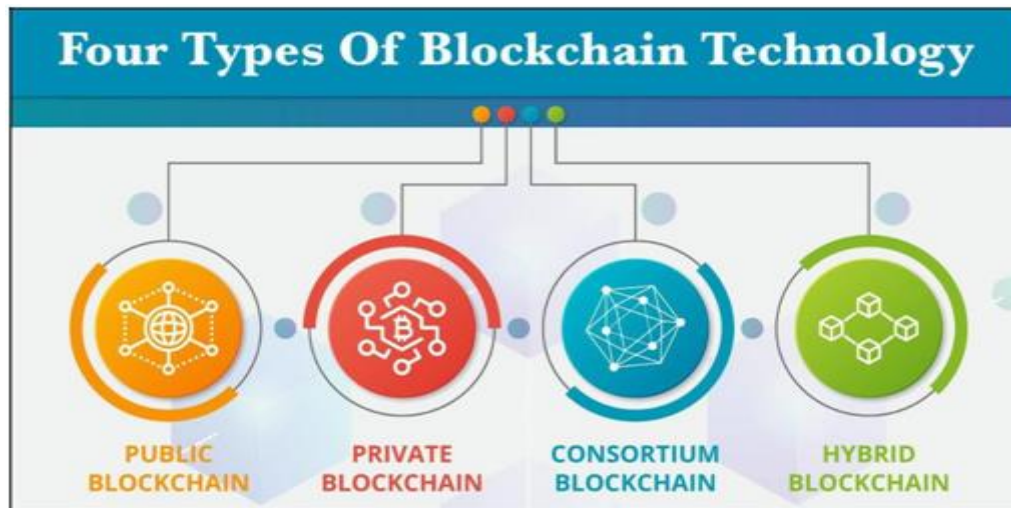 Four Types Of Blockchain Technology
PUBLIC
BLOCKCHAIN
PRIVATE
BLOCKCHAIN
CONSORTIUM
BLOCKCHAIN
HYBRID
BLOCKCHAIN